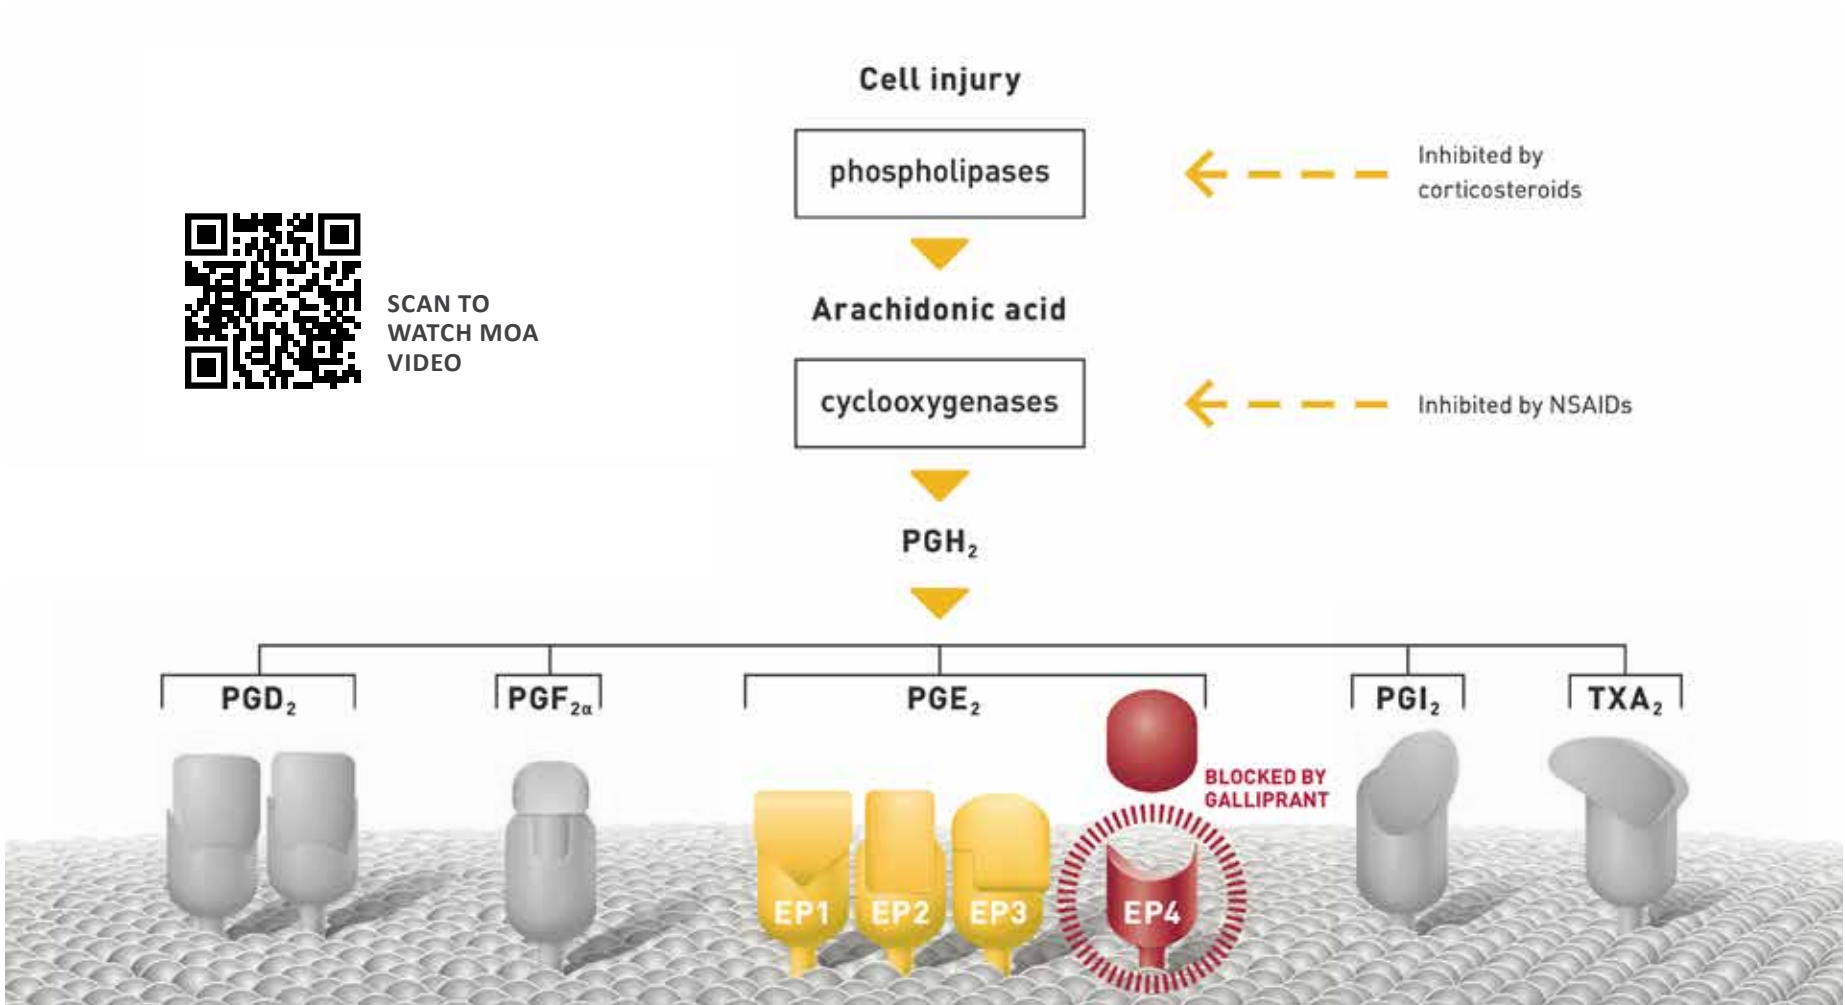 Cell injury
phospholipases
Inhibited by
corticosteroids
SCAN TO
WATCH MOA
VIDEO
Arachidonic acid
cyclooxygenases
Inhibited by NSAIDs
PGH₂
PGD₂
PGF₂α
PGE₂
PGI₂
TXA₂
BLOCKED BY
GALLIPRANT
EP1
EP2
EP3
EP4